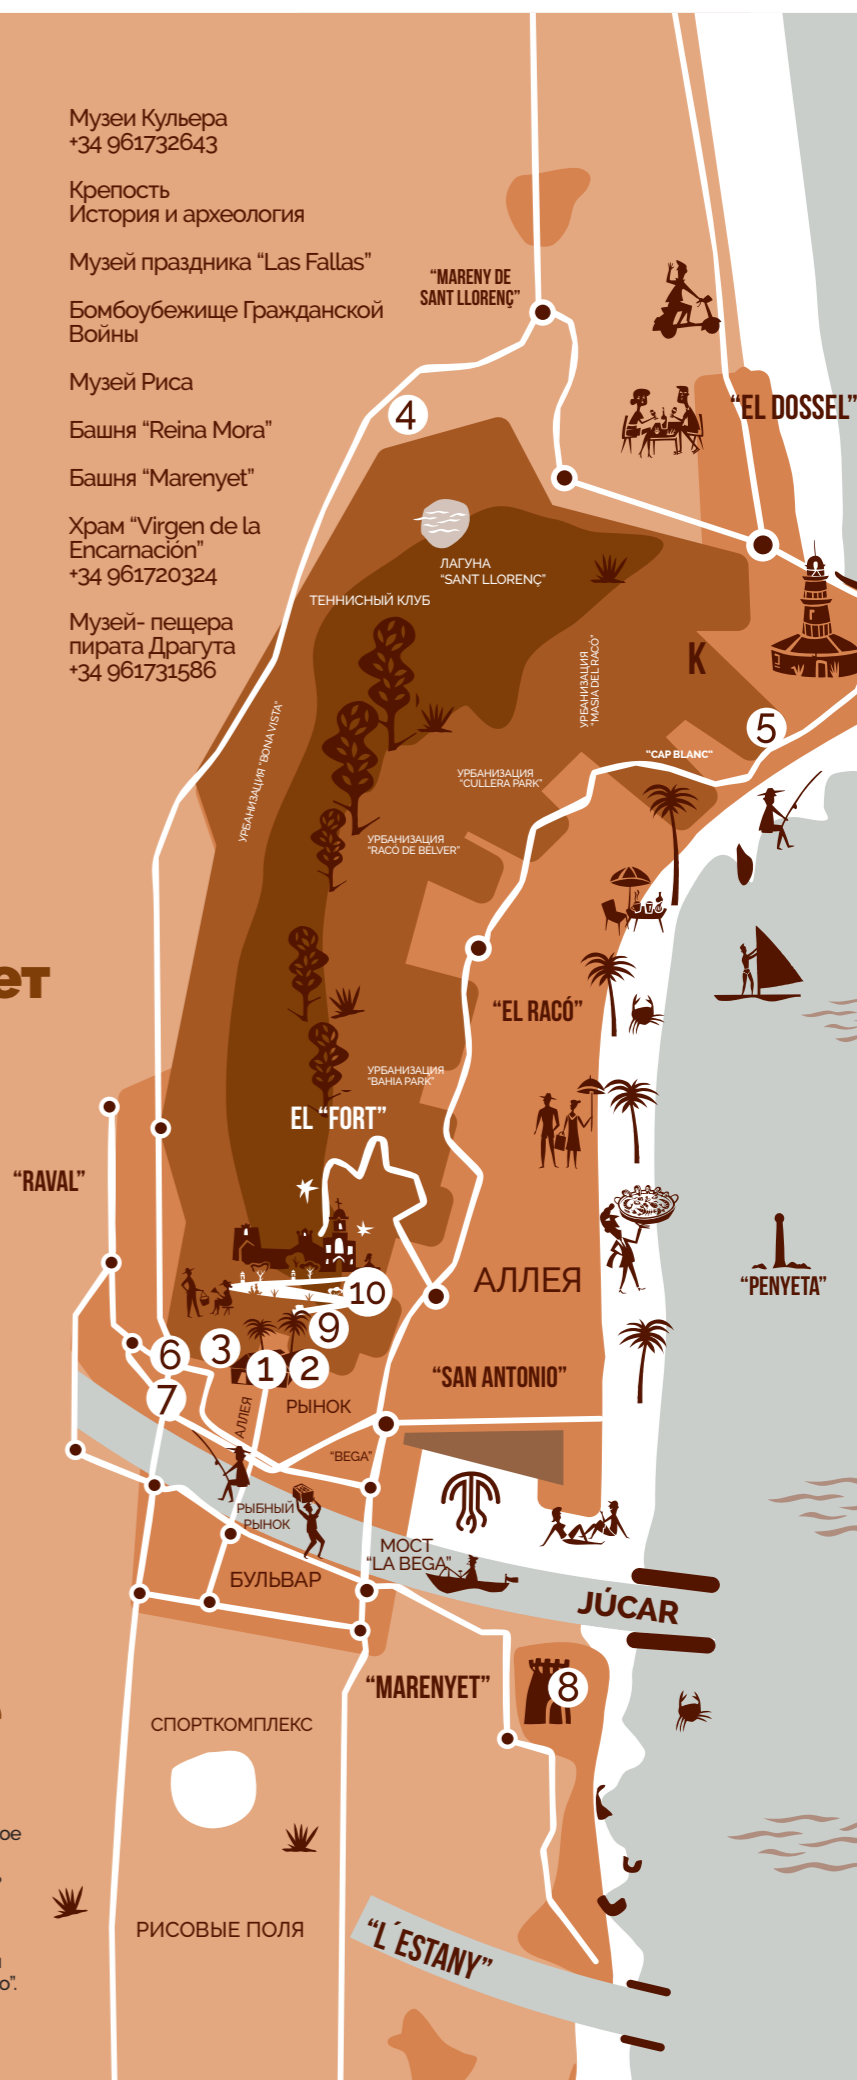 Музеи Кульера
+34 961732643
Крепость
История и археология
Музей праздника “Las Fallas”
Бомбоубежище Гражданской
Войны
Музей Риса
Башня “Reina Mora”
Башня “Marenyet”
Храм “Virgen de la
Encarnación”
+34 961720324
Музей- пещера
пирата Драгута
+34 961731586
“MARENY DE
SANT LLORENÇ”
4
“EL DOSSEL”
ЛАГУНА
“SANT LLORENÇ”
ТЕННИСНЫЙ КЛУБ
УРБАНИЗАЦИЯ
“MASIA DEL RACÓ”
K
5
“CAP BLANC”
УРБАНИЗАЦИЯ “BONA VISTA”
УРБАНИЗАЦИЯ
“CULLERA PARK”
УРБАНИЗАЦИЯ
“RACÓ DE BELVER”
ет
“EL RACÓ”
УРБАНИЗАЦИЯ
“BAHIA PARK”
EL “FORT”
“RAVAL”
АЛЛЕЯ
“PENYETA”
10
9
3
6
1
2
7
“SAN ANTONIO”
АЛЛЕЯ
РЫНОК
“BEGA”
РЫБНЫЙ
РЫНОК
МОСТ
“LA BEGA”
БУЛЬВАР
JÚCAR
“MARENYET”
8
СПОРТКОМПЛЕКС
ое
РИСОВЫЕ ПОЛЯ
“L´ESTANY”
о”.